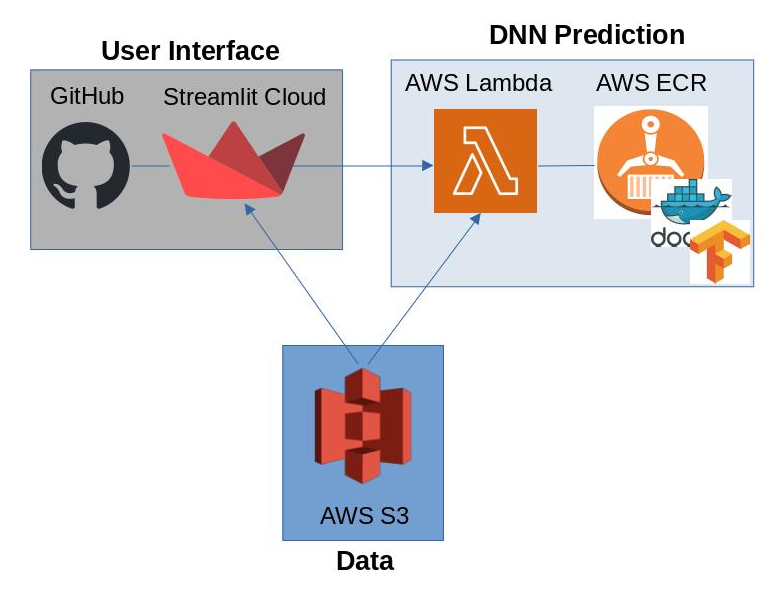 User Interface
DNN Prediction
GitHub
Streamlit Cloud
AWS Lambda
AWS ECR
doc
AWS S3
Data